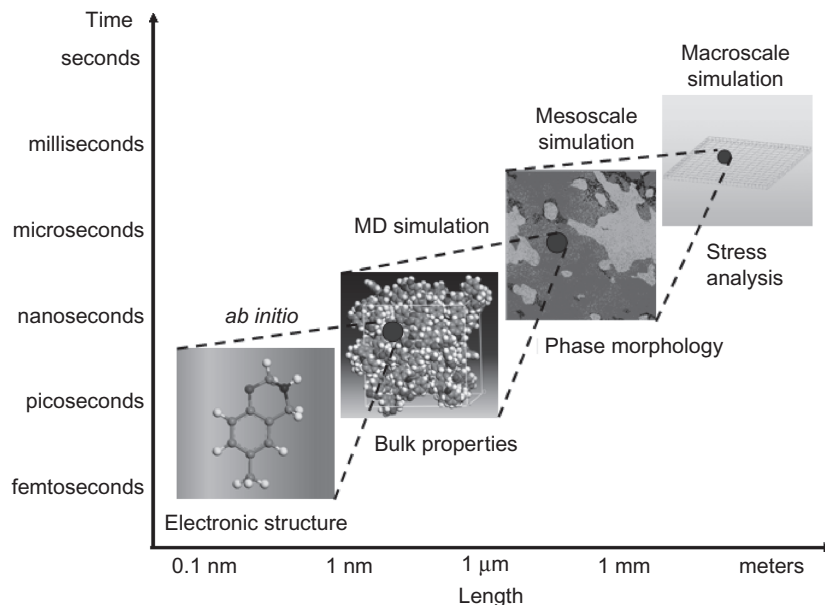 Time
seconds
milliseconds
microseconds
nanoseconds
picoseconds
femtoseconds
Macroscale
simulation
Mesoscale
simulation
MD simulation
ab initio
Stress
analysis
Phase morphology
Bulk properties
Electronic structure
0.1 nm
1 nm
1 μm
1 mm
meters
Length